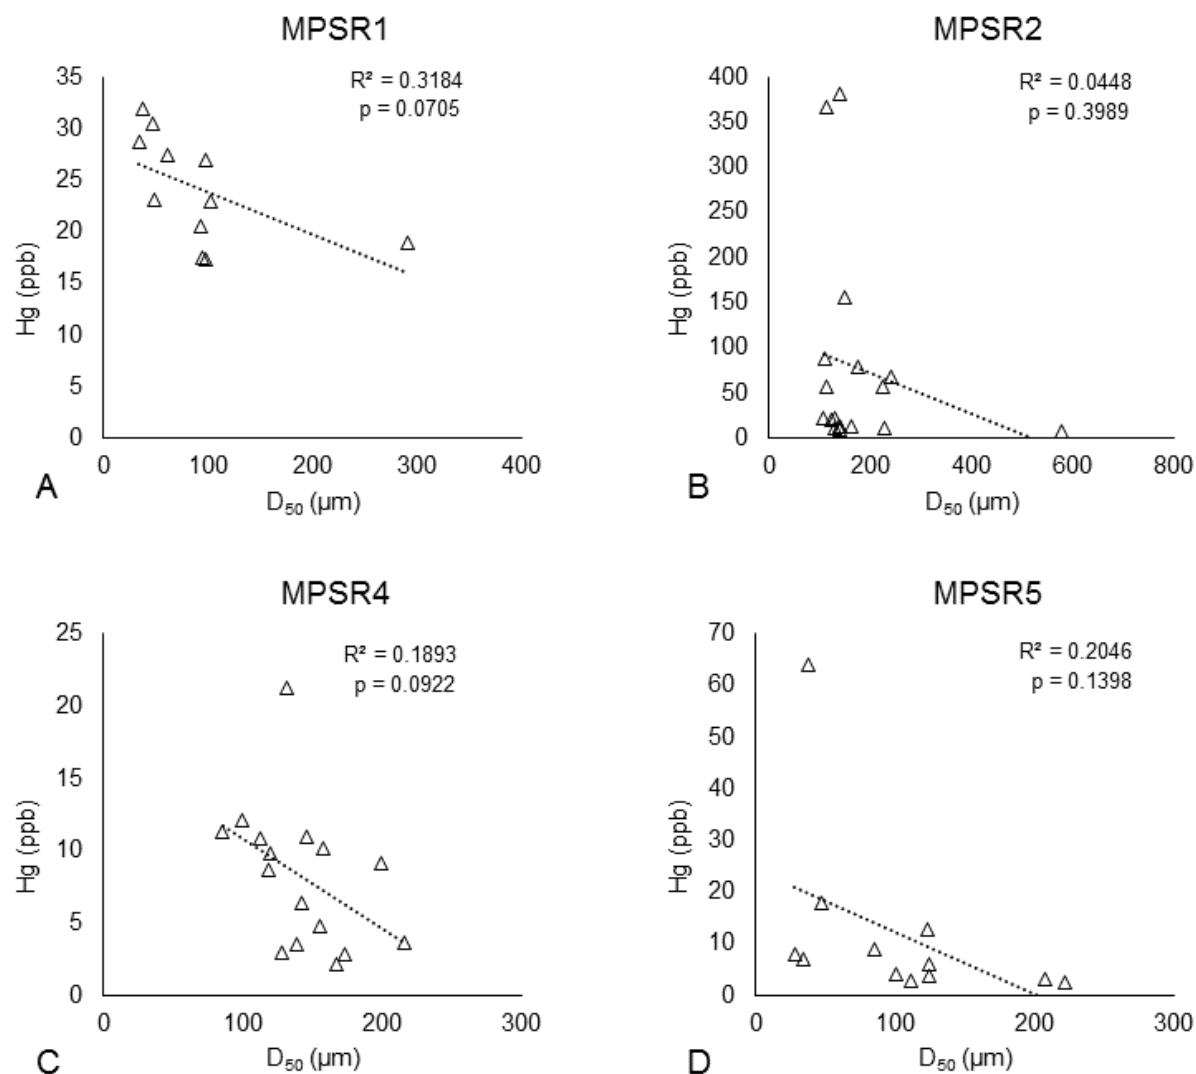 MPSR1
R² = 0.3184
p = 0.0705
35
30
25
20
15
10
5
0
Hg (ppb)
0 100 200 300 400
D₅₀ (µm)
A
MPSR2
R² = 0.0448
p = 0.3989
400
350
300
250
200
150
100
50
0
Hg (ppb)
0 200 400 600 800
D₅₀ (µm)
B
MPSR4
R² = 0.1893
p = 0.0922
25
20
15
10
5
0
Hg (ppb)
0 100 200 300
D₅₀ (µm)
C
MPSR5
R² = 0.2046
p = 0.1398
70
60
50
40
30
20
10
0
Hg (ppb)
0 100 200 300
D₅₀ (µm)
D